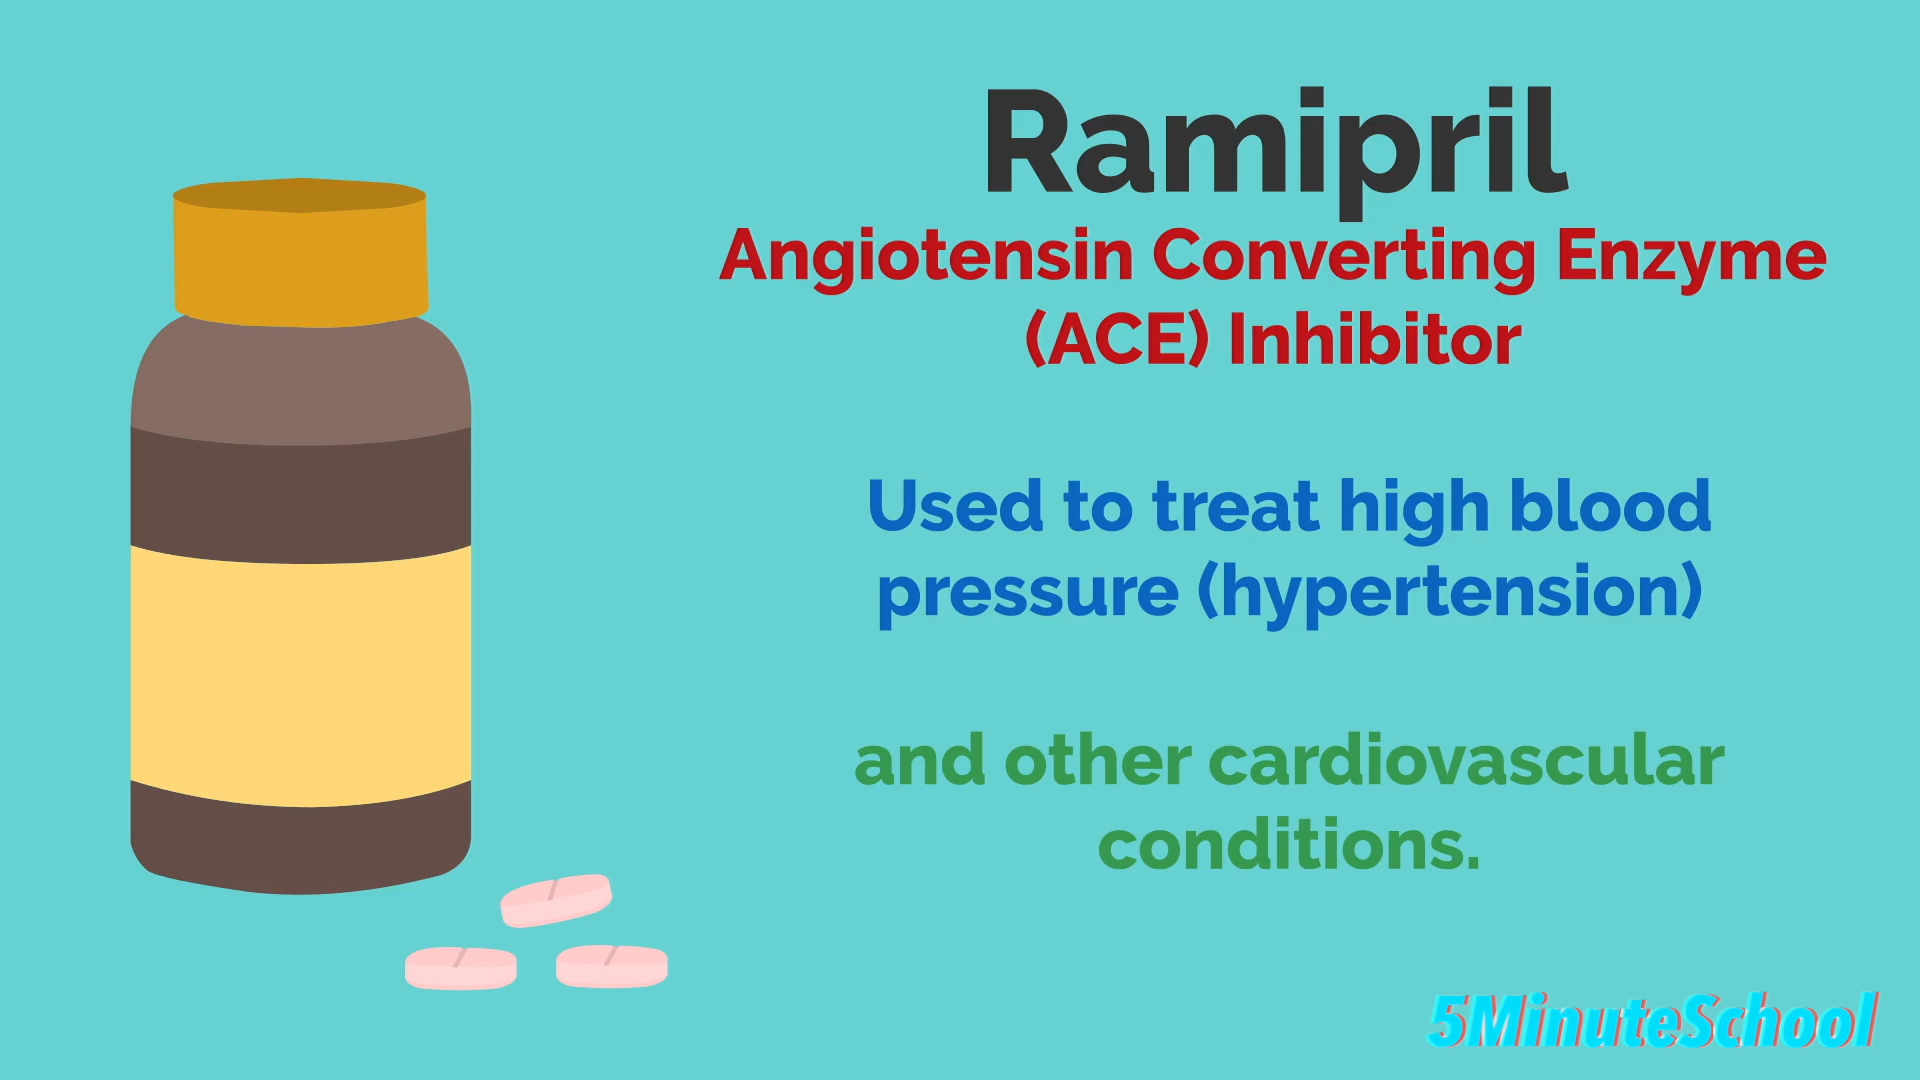 Ramipril
Angiotensin Converting Enzyme
(ACE) Inhibitor
Used to treat high blood
pressure (hypertension)
and other cardiovascular
conditions.
5MinuteSchool